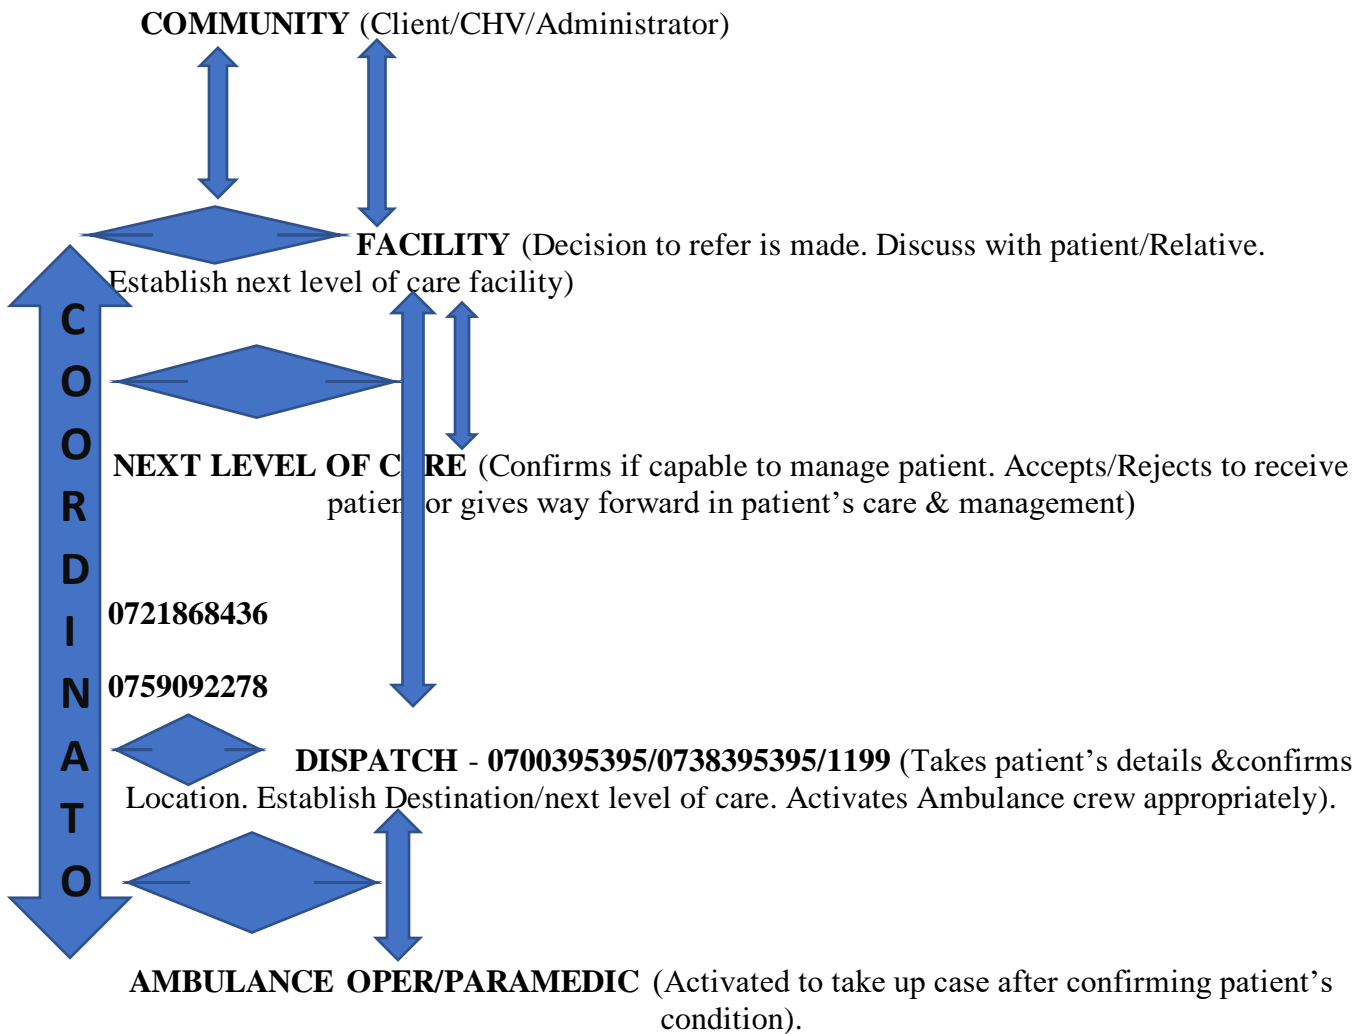 COMMUNITY (Client/CHV/Administrator)
FACILITY (Decision to refer is made. Discuss with patient/Relative.
Establish next level of care facility)
C
O
O
R
D
I
N
A
T
O
NEXT LEVEL OF C RE (Confirms if capable to manage patient. Accepts/Rejects to receive
patien or gives way forward in patient’s care & management)
0721868436
0759092278
DISPATCH - 0700395395/0738395395/1199 (Takes patient’s details &confirms
Location. Establish Destination/next level of care. Activates Ambulance crew appropriately).
AMBULANCE OPER/PARAMEDIC (Activated to take up case after confirming patient’s
condition).